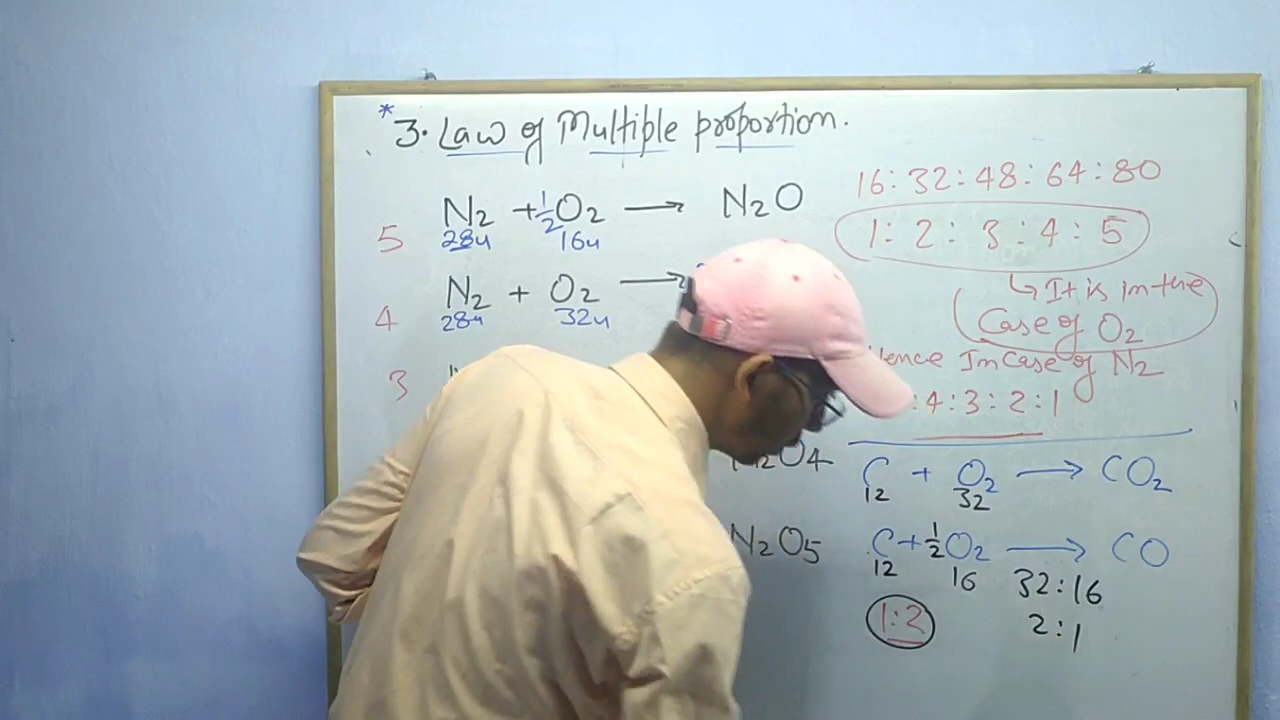 * 3. Law of Multiple proportion.
5 N2 + 1/2 O2 → N2O
28u 16u
4 N2 + O2 →
28u 32u
3
N2O4
N2O5
16 : 32 : 48 : 64 : 80
1 : 2 : 3 : 4 : 5
↳ It is in the
Case of O2
Hence In Case of N2
: 4 : 3 : 2 : 1
C + O2 → CO2
12 32
C + 1/2 O2 → CO
12 16 32 : 16
1:2 2 : 1